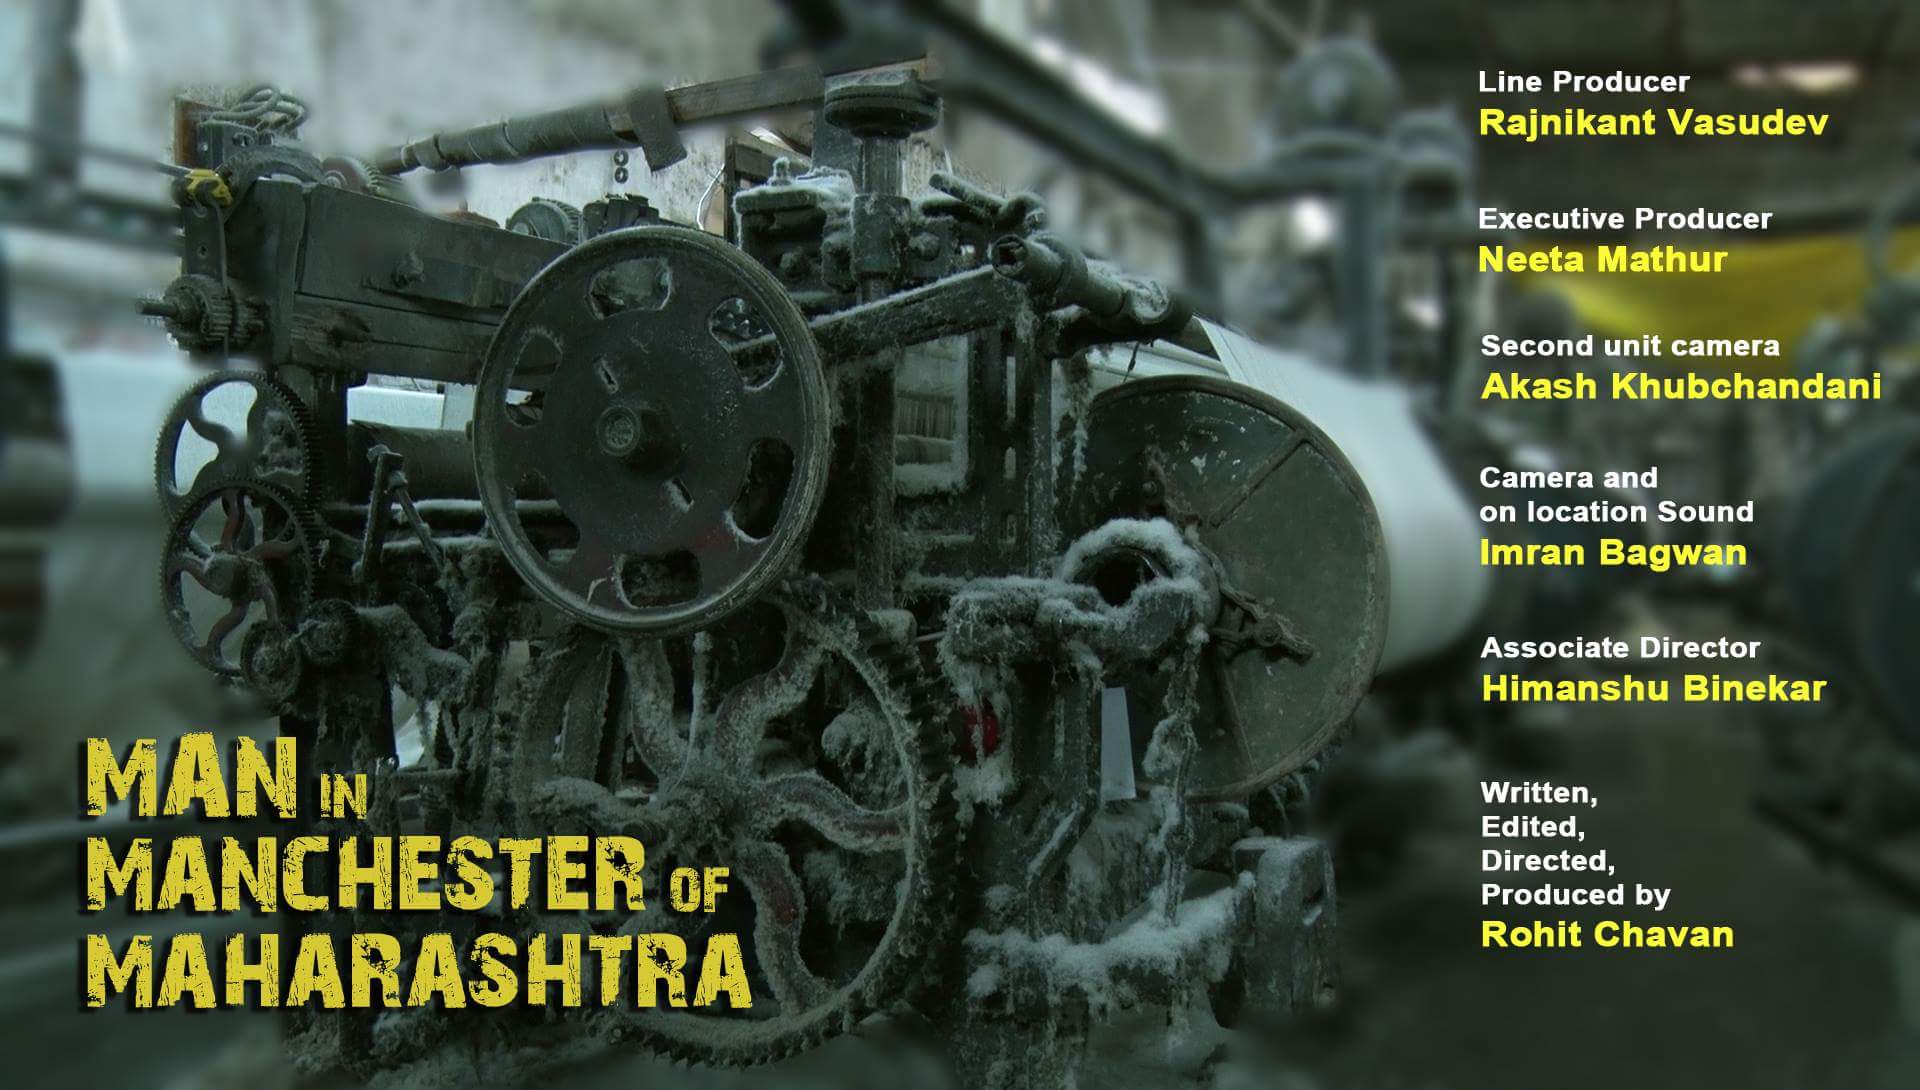 Line Producer
Rajnikant Vasudev
Executive Producer
Neeta Mathur
Second unit camera
Akash Khubchandani
Camera and
on location Sound
Imran Bagwan
Associate Director
Himanshu Binekar
Written,
Edited,
Directed,
Produced by
Rohit Chavan
MAN IN
MANCHESTER OF
MAHARASHTRA